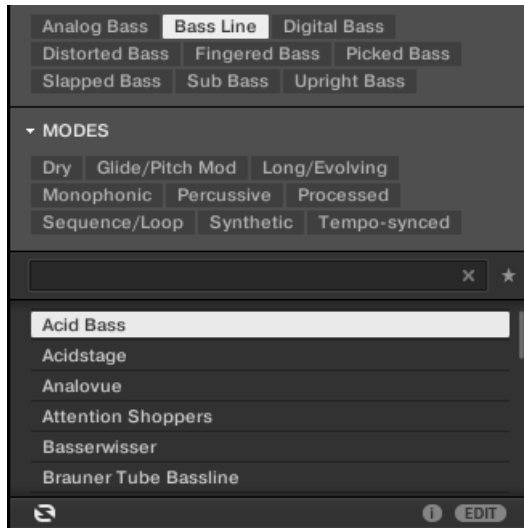 Analog Bass Bass Line Digital Bass
Distorted Bass Fingered Bass Picked Bass
Slapped Bass Sub Bass Upright Bass
MODES
Dry Glide/Pitch Mod Long/Evolving
Monophonic Percussive Processed
Sequence/Loop Synthetic Tempo-synced
Acid Bass
Acidstage
Analovue
Attention Shoppers
Basserwisser
Brauner Tube Bassline
i EDIT